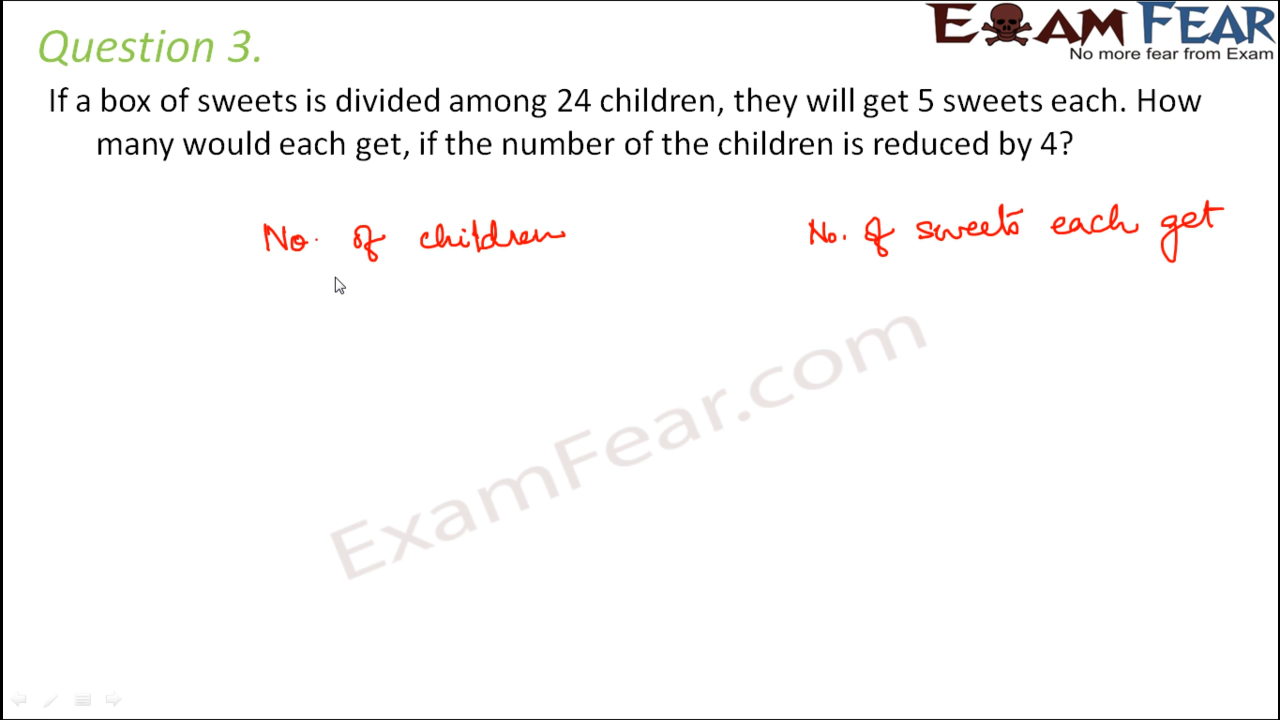 EXAM FEAR
No more fear from Exam
Question 3.
If a box of sweets is divided among 24 children, they will get 5 sweets each. How
many would each get, if the number of the children is reduced by 4?
No. of children No. of sweets each get
ExamFear.com